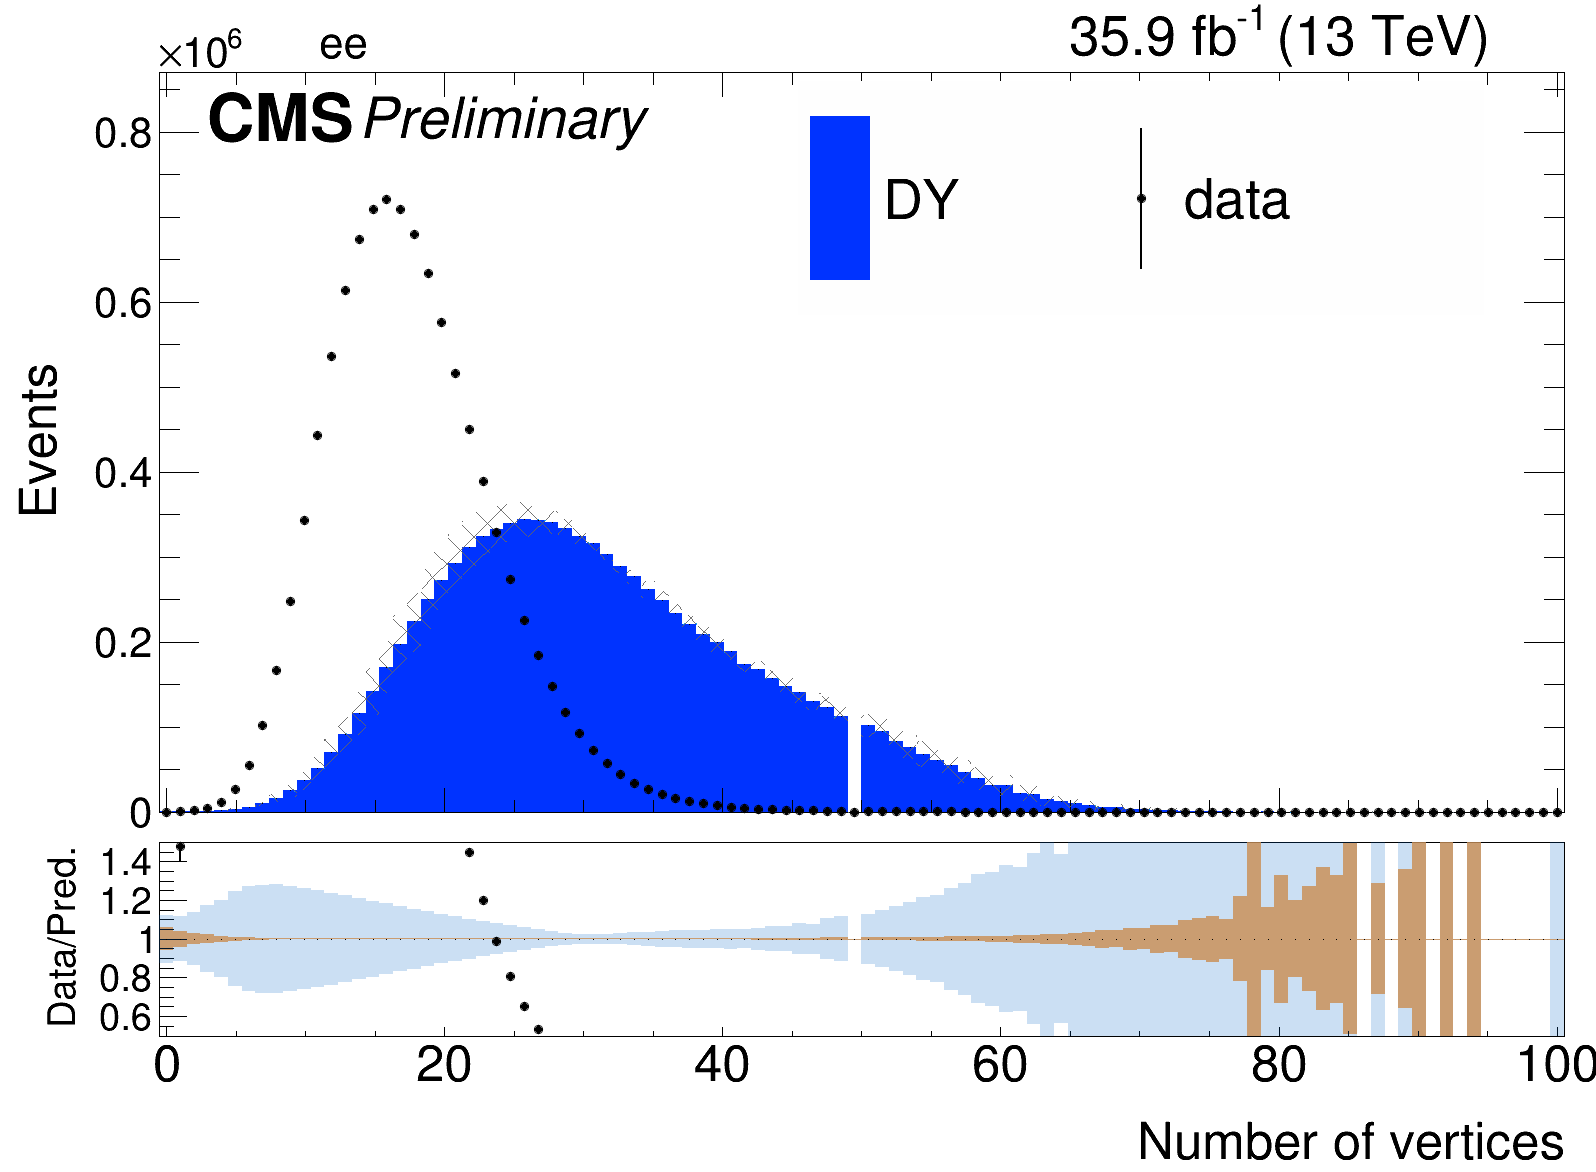 ×10⁶ ee 35.9 fb⁻¹ (13 TeV)
CMS Preliminary
DY data
Events
0.8
0.6
0.4
0.2
0
Data/Pred.
1.4
1.2
1
0.8
0.6
0 20 40 60 80 100
Number of vertices